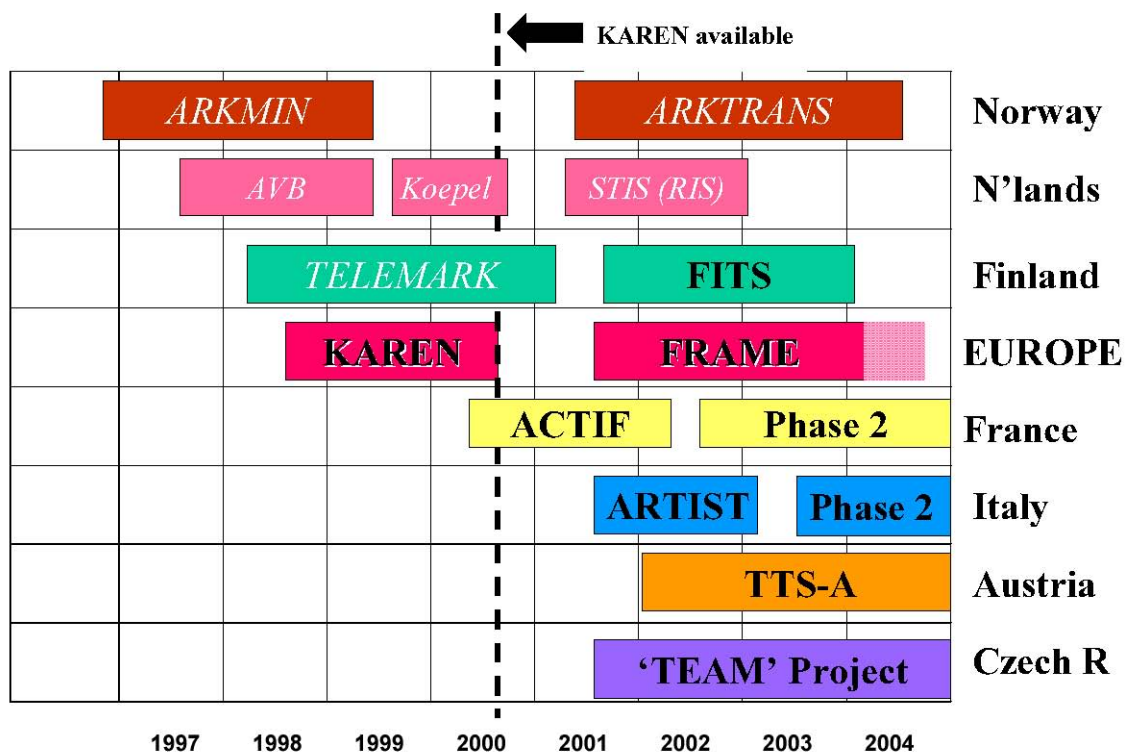 KAREN available
ARKMIN ARKTRANS Norway
AVB Koepel STIS (RIS) N'lands
TELEMARK FITS Finland
KAREN FRAME EUROPE
ACTIF Phase 2 France
ARTIST Phase 2 Italy
TTS-A Austria
‘TEAM’ Project Czech R
1997 1998 1999 2000 2001 2002 2003 2004